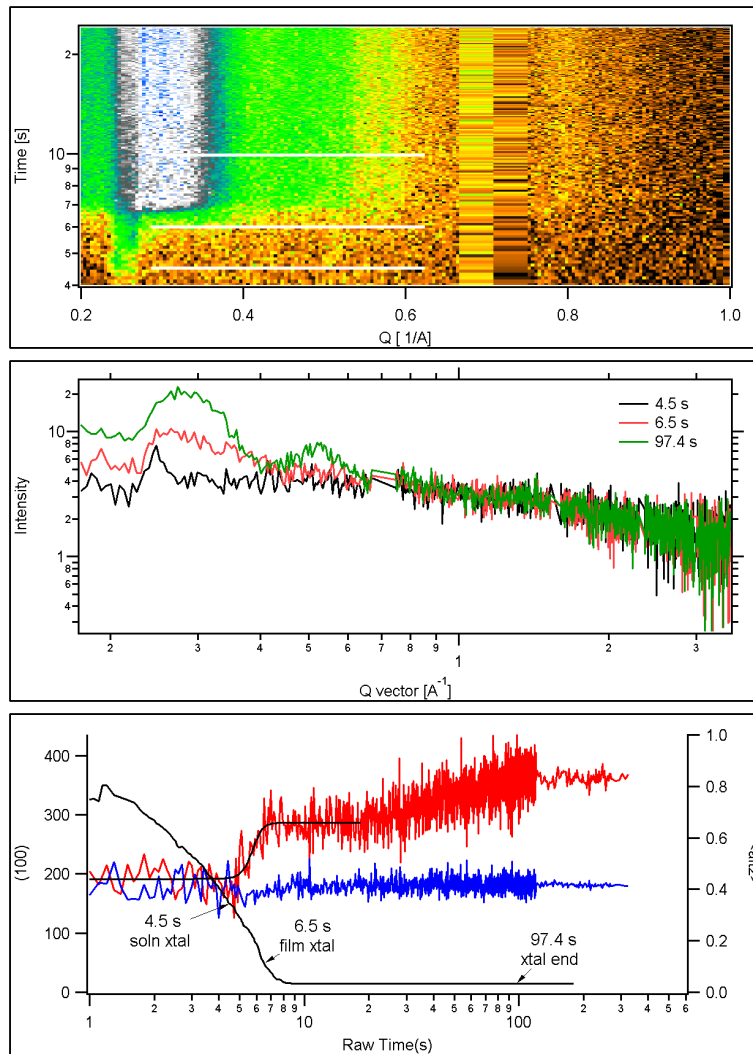 2
10
9
8
7
6
5
4
Time [s]
0.2 0.4 0.6 0.8 1.0
Q [ 1/A]
2
10
8
6
4
2
1
8
6
4
Intensity
4.5 s
6.5 s
97.4 s
2 3 4 5 6 7 8 9 1 2 3
Q vector [A⁻¹]
400
300
200
100
0
(100)
1.0
0.8
0.6
0.4
0.2
0.0
4.5 s
soln xtal
6.5 s
film xtal
97.4 s
xtal end
1 2 3 4 5 6 7 8 9 10 2 3 4 5 6 7 8 9 100 2 3 4 5 6
Raw Time(s)